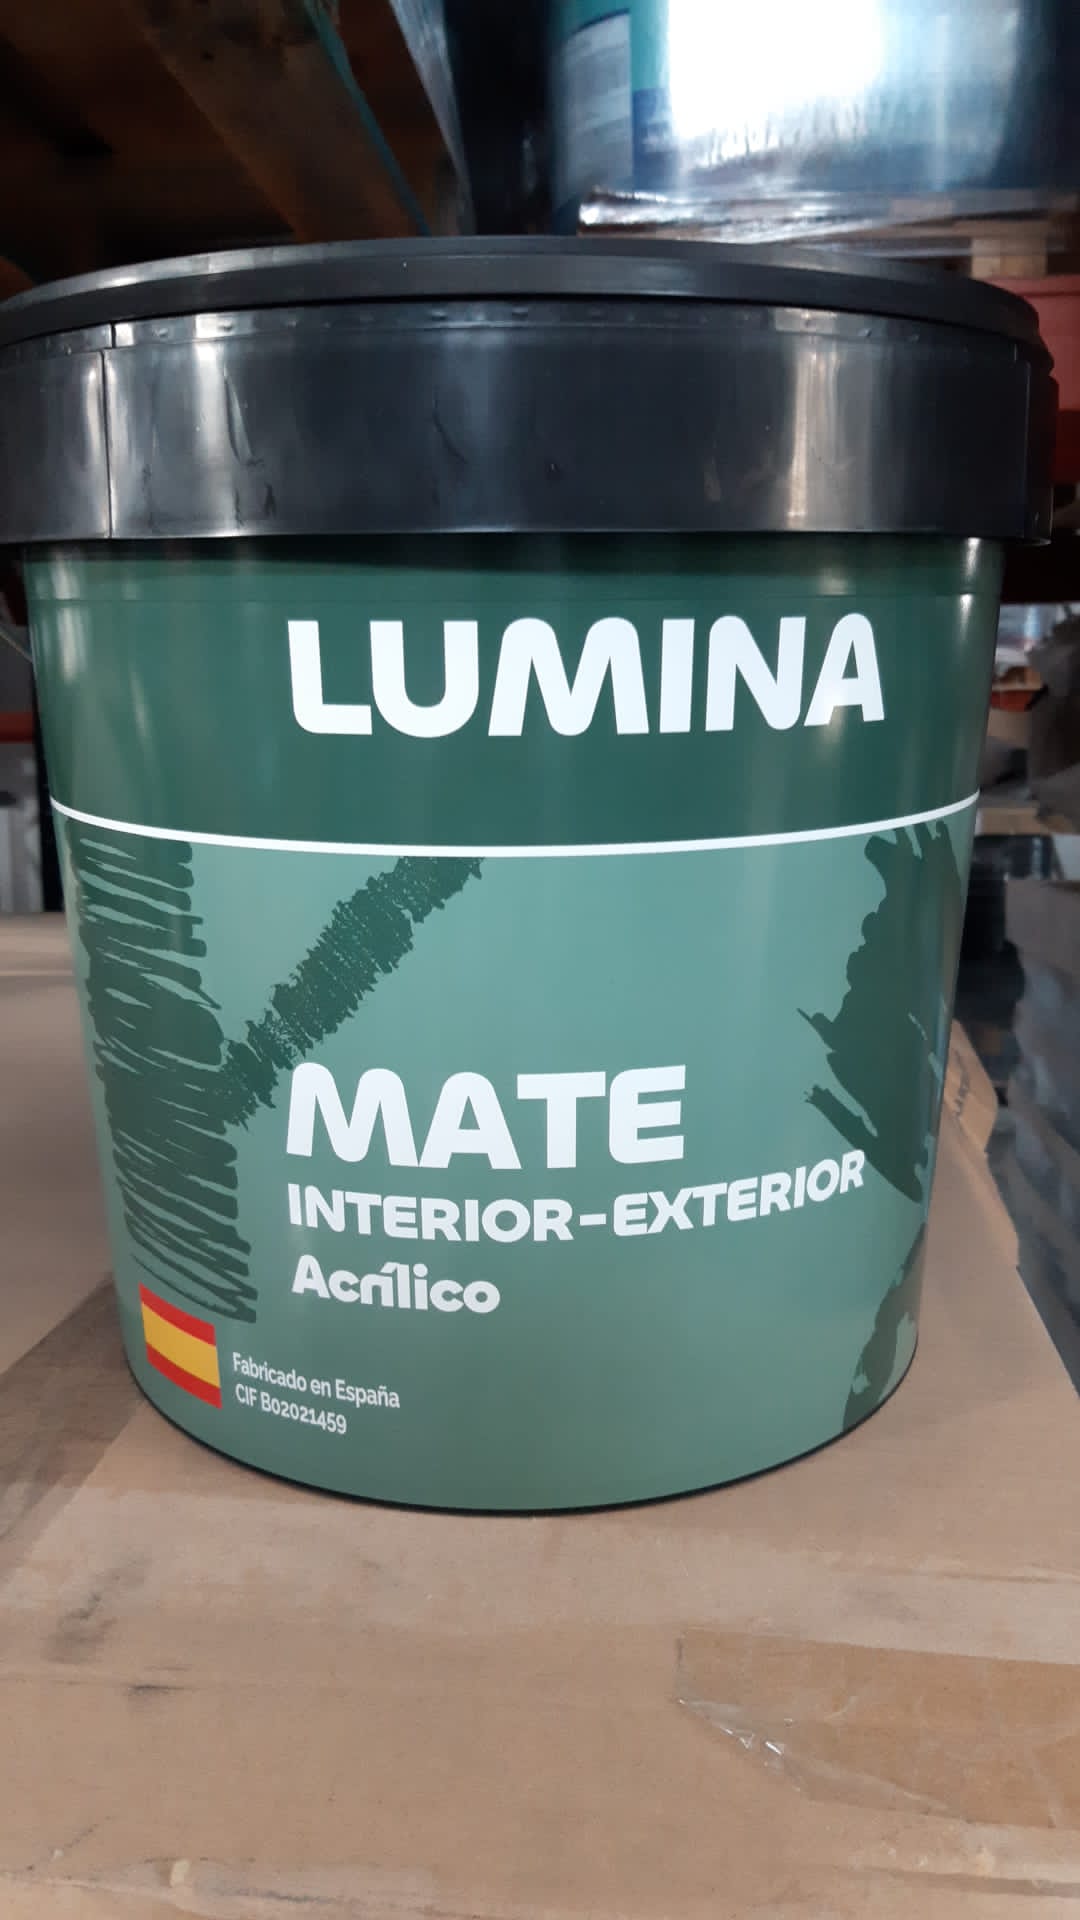 LUMINA
MATE
INTERIOR-EXTERIOR
Acrílico
Fabricado en España
CIF B02021459